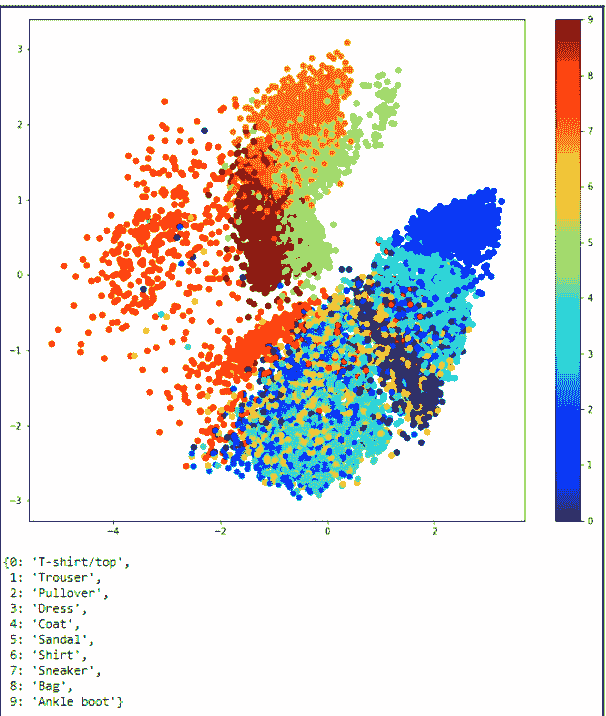 3
2
1
0
−1
−2
−3
−4
−2
0
2
9
8
7
6
5
4
3
2
1
0
{0: 'T-shirt/top',
1: 'Trouser',
2: 'Pullover',
3: 'Dress',
4: 'Coat',
5: 'Sandal',
6: 'Shirt',
7: 'Sneaker',
8: 'Bag',
9: 'Ankle boot'}